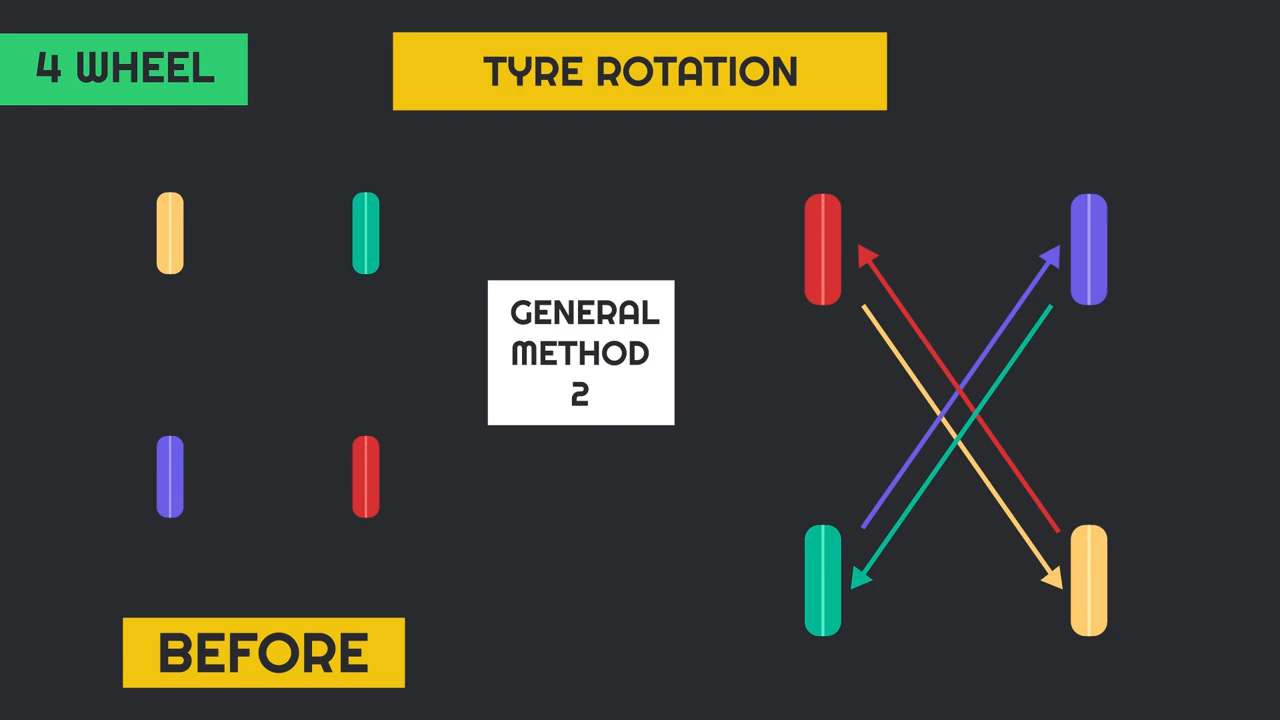 4 WHEEL
TYRE ROTATION
GENERAL
METHOD
2
BEFORE